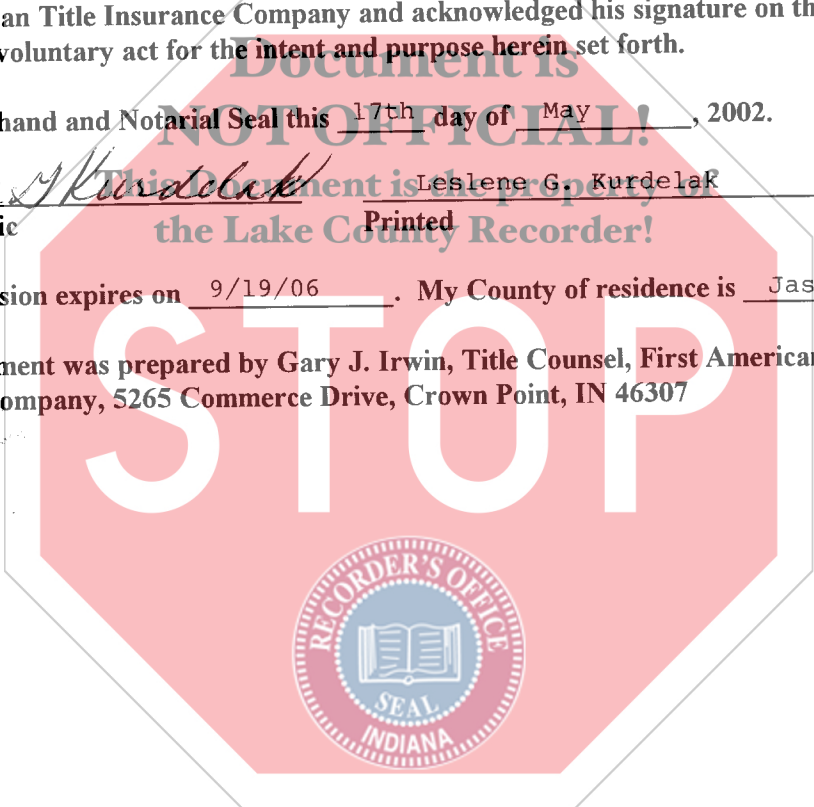 an Title Insurance Company and acknowledged his signature on th
voluntary act for the intent and purpose herein set forth.
Document is
hand and Notarial Seal this 17th day of May, 2002.
NOT OFFICIAL!
Kurdelak Leslene G. Kurdelak
This Document is the property of
ic Printed
the Lake County Recorder!
sion expires on 9/19/06. My County of residence is Jas
STOP
ment was prepared by Gary J. Irwin, Title Counsel, First American
ompany, 5265 Commerce Drive, Crown Point, IN 46307
RECORDER'S OFFICE
SEAL
INDIANA